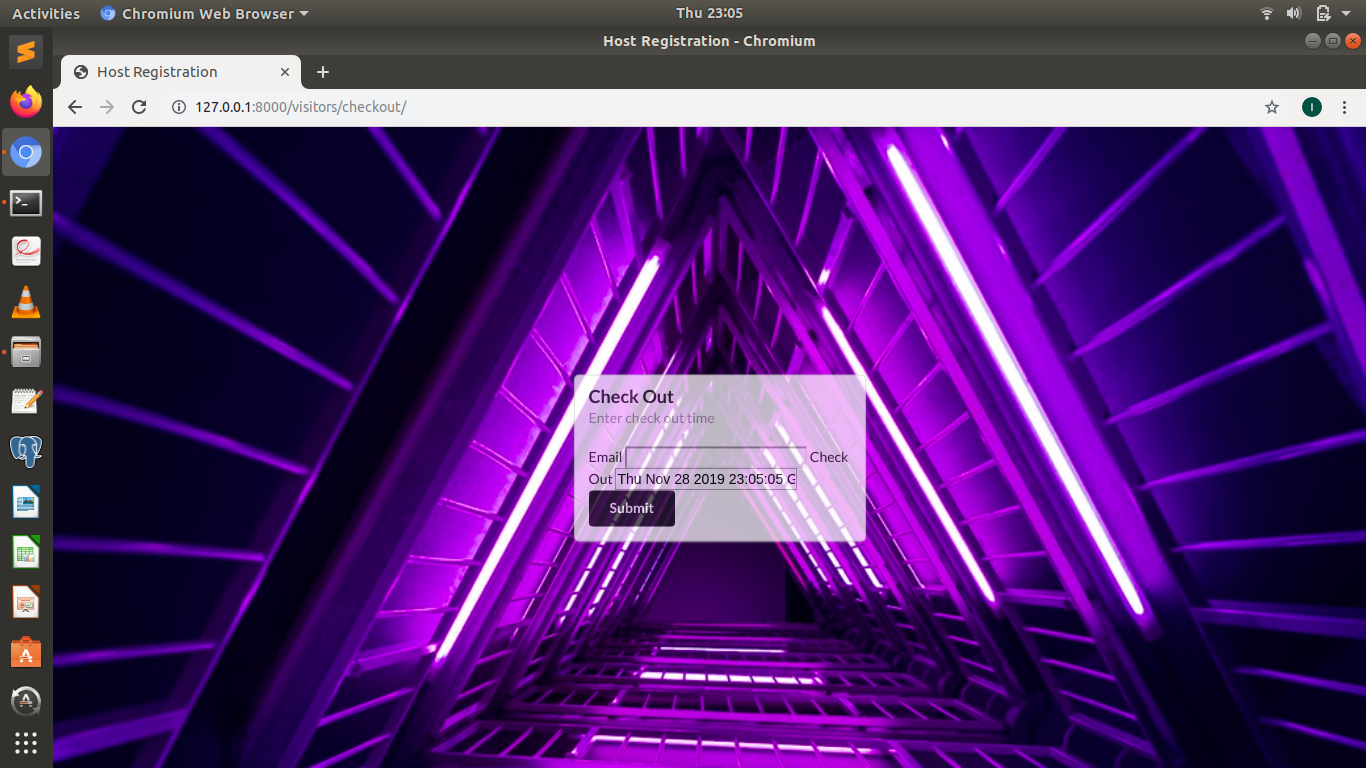 Activities Chromium Web Browser Thu 23:05
Host Registration - Chromium
Host Registration
127.0.0.1:8000/visitors/checkout/
I
Check Out
Enter check out time
Email Check
Out Thu Nov 28 2019 23:05:05 G
Submit